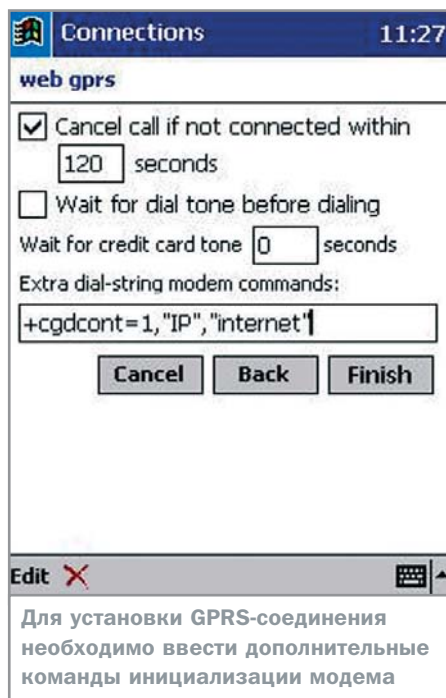 Connections 11:27
web gprs
Cancel call if not connected within
120 seconds
Wait for dial tone before dialing
Wait for credit card tone 0 seconds
Extra dial-string modem commands:
+cgdcont=1,"IP","internet"
Cancel Back Finish
Edit
Для установки GPRS-соединения
необходимо ввести дополнительные
команды инициализации модема